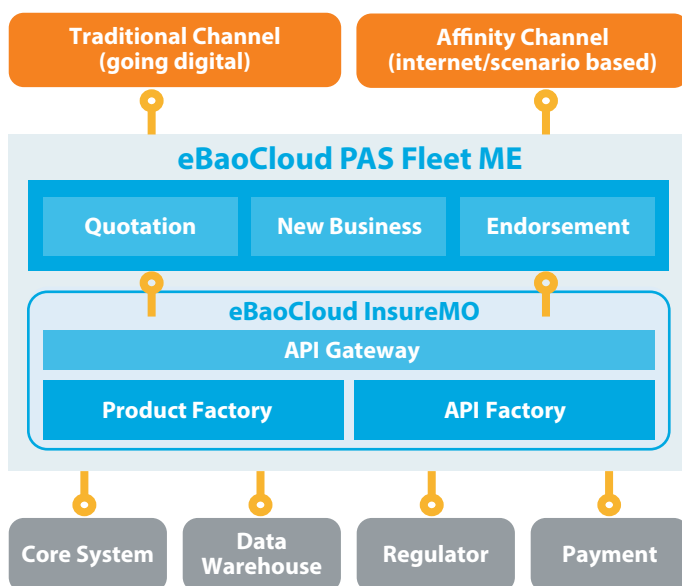 Traditional Channel
(going digital)
Affinity Channel
(internet/scenario based)
eBaoCloud PAS Fleet ME
Quotation
New Business
Endorsement
eBaoCloud InsureMO
API Gateway
Product Factory
API Factory
Core System
Data
Warehouse
Regulator
Payment